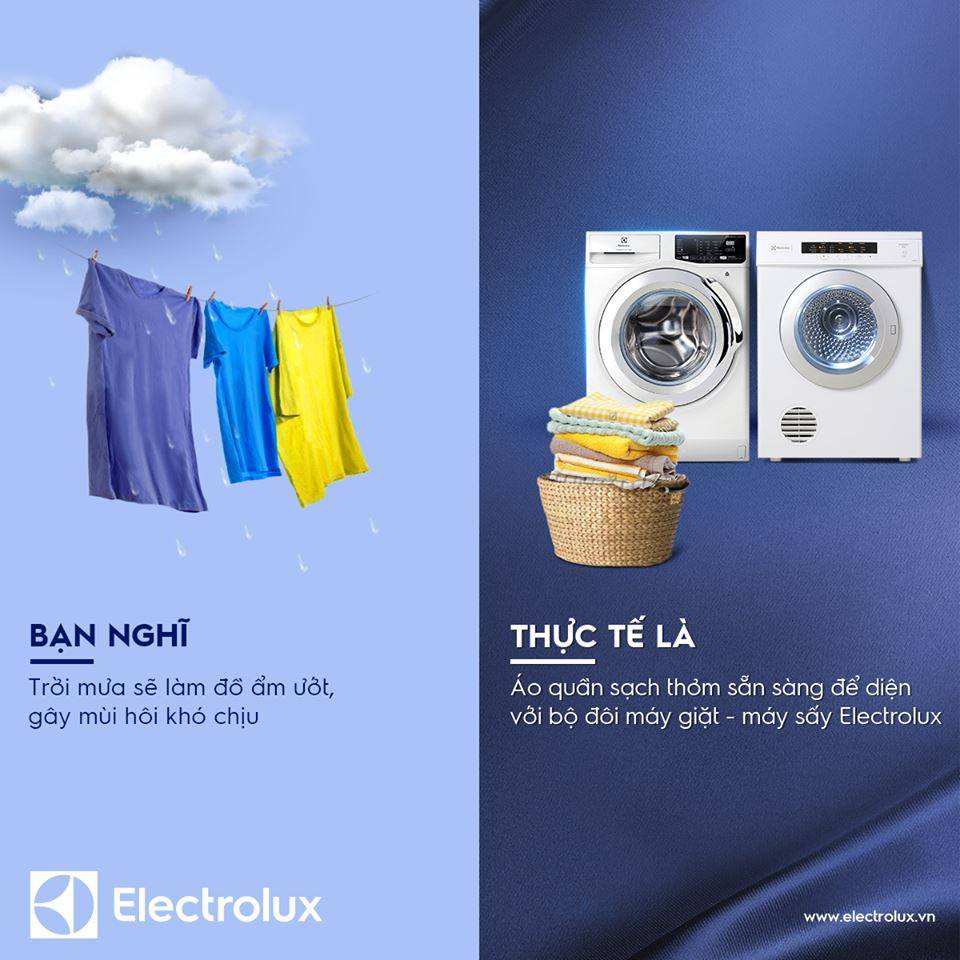 BẠN NGHĨ
Trời mưa sẽ làm đồ ẩm ướt,
gây mùi hôi khó chịu
THỰC TẾ LÀ
Áo quần sạch thơm sẵn sàng để diện
với bộ đôi máy giặt - máy sấy Electrolux
Electrolux
www.electrolux.vn